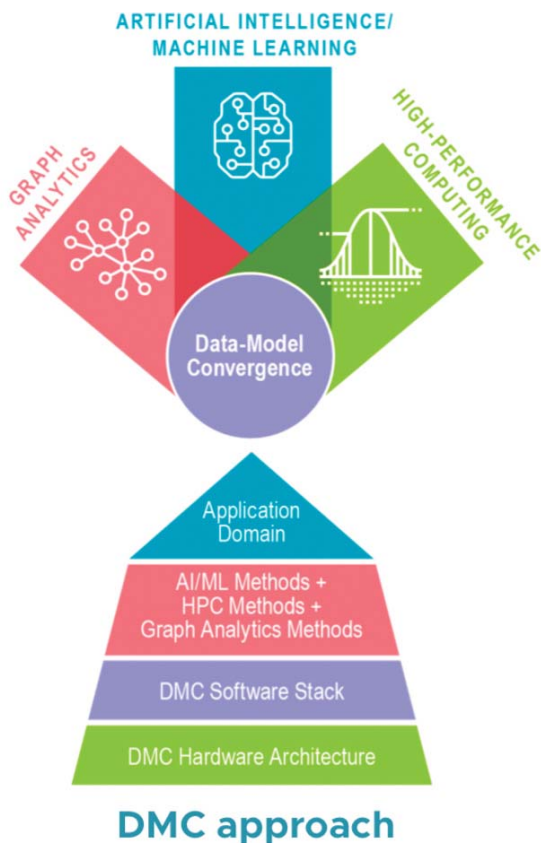 ARTIFICIAL INTELLIGENCE/
MACHINE LEARNING
GRAPH
ANALYTICS
HIGH-PERFORMANCE
COMPUTING
Data-Model
Convergence
Application
Domain
AI/ML Methods +
HPC Methods +
Graph Analytics Methods
DMC Software Stack
DMC Hardware Architecture
DMC approach